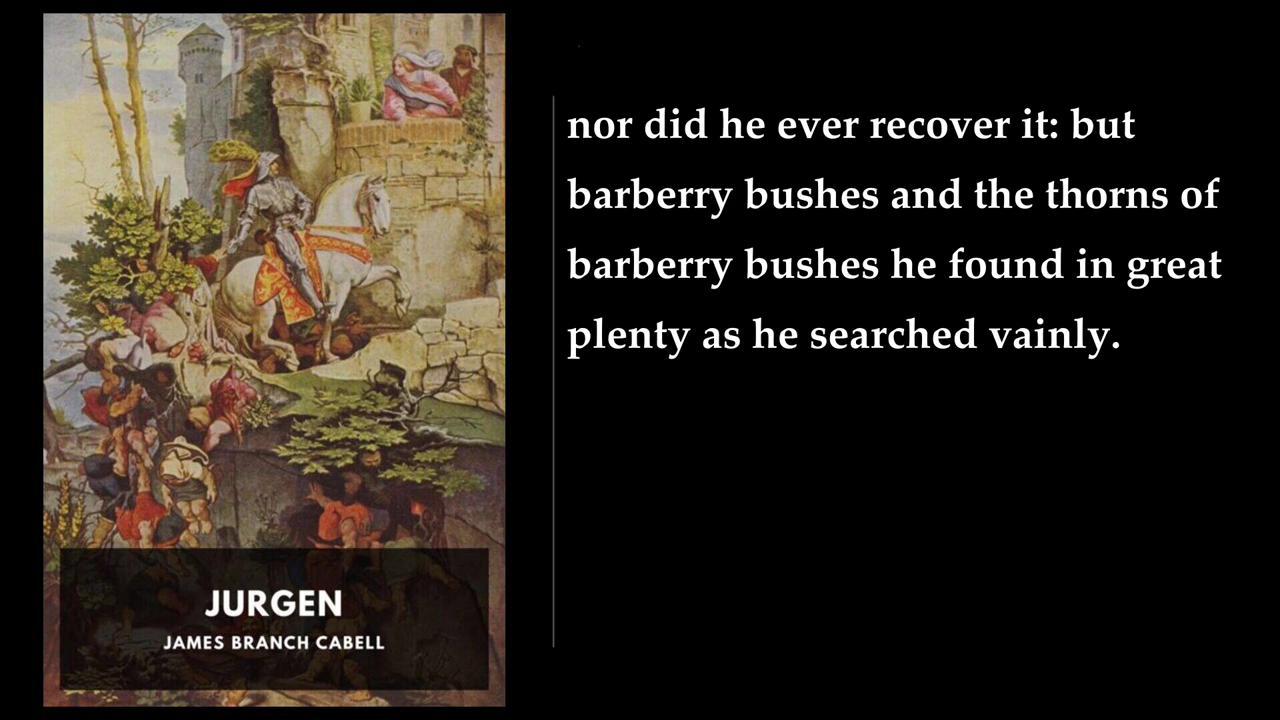 nor did he ever recover it: but
barberry bushes and the thorns of
barberry bushes he found in great
plenty as he searched vainly.
JURGEN
JAMES BRANCH CABELL